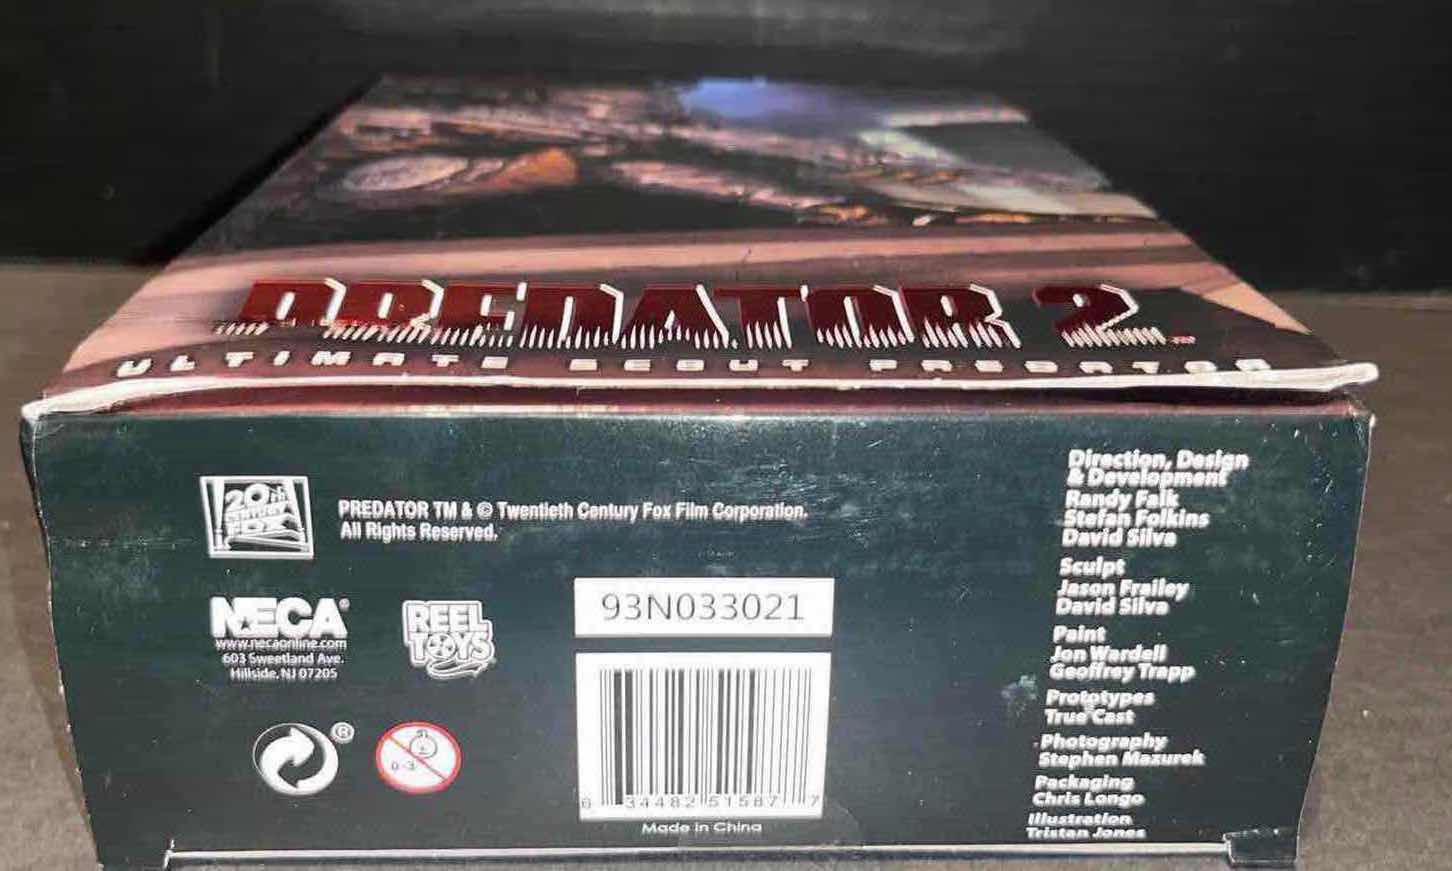 PREDATOR 2
ULTIMATE SCOUT PREDATOR
20th
CENTURY
FOX
PREDATOR TM & © Twentieth Century Fox Film Corporation.
All Rights Reserved.
NECA®
www.necaonline.com
603 Sweetland Ave.
Hillside, NJ 07205
REEL
TOYS
®
0-3
93N033021
6 34482 51587 7
Made in China
Direction, Design
& Development
Randy Falk
Stefan Folkins
David Silva
Sculpt
Jason Frailey
David Silva
Paint
Jon Wardell
Geoffrey Trapp
Prototypes
True Cast
Photography
Stephen Mazurek
Packaging
Chris Longo
Illustration
Tristan Jones